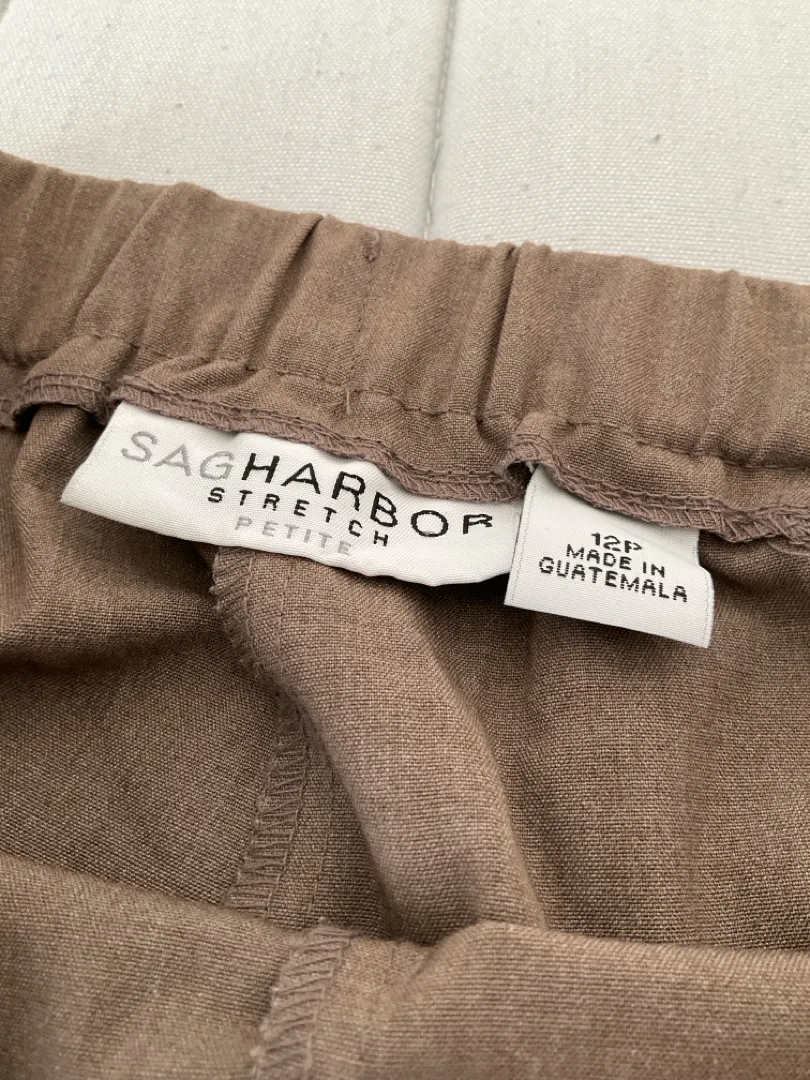 SAGHARBOR
STRETCH
PETITE
12P
MADE IN
GUATEMALA